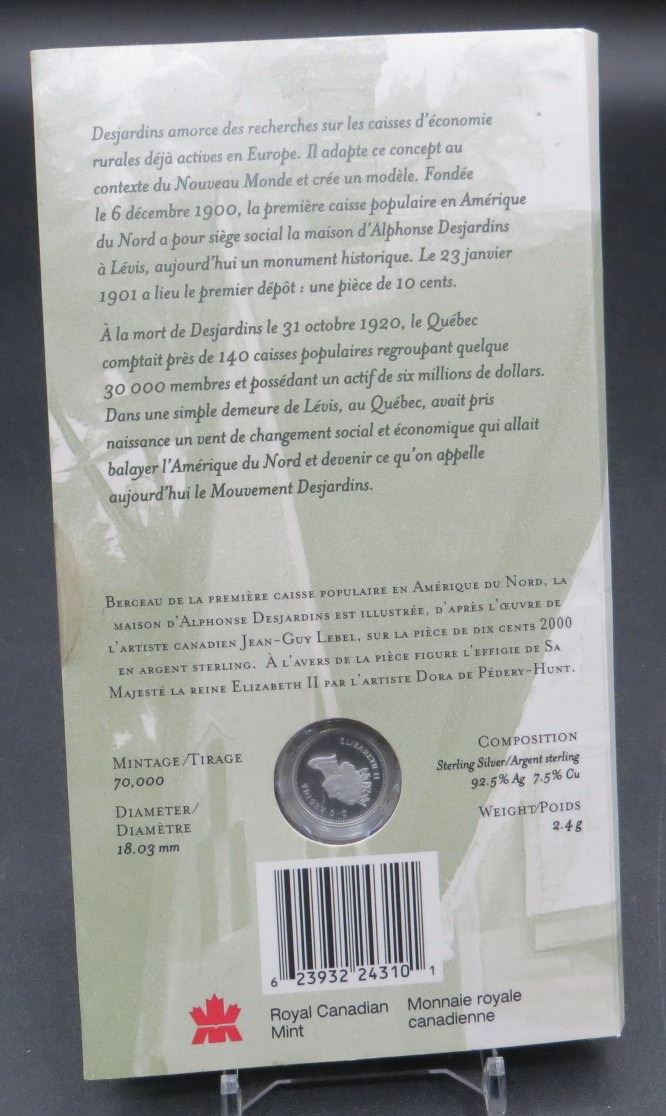 Desjardins amorce des recherches sur les caisses d'économie
rurales déjà actives en Europe. Il adapte ce concept au
contexte du Nouveau Monde et crée un modèle. Fondée
le 6 décembre 1900, la première caisse populaire en Amérique
du Nord a pour siège social la maison d'Alphonse Desjardins
à Lévis, aujourd'hui un monument historique. Le 23 janvier
1901 a lieu le premier dépôt : une pièce de 10 cents.
À la mort de Desjardins le 31 octobre 1920, le Québec
comptait près de 140 caisses populaires regroupant quelque
30 000 membres et possédant un actif de six millions de dollars.
Dans une simple demeure de Lévis, au Québec, avait pris
naissance un vent de changement social et économique qui allait
balayer l'Amérique du Nord et devenir ce qu'on appelle
aujourd'hui le Mouvement Desjardins.
Berceau de la première caisse populaire en Amérique du Nord, la
maison d'Alphonse Desjardins est illustrée, d'après l'œuvre de
l'artiste canadien Jean-Guy Lebel, sur la pièce de dix cents 2000
en argent sterling. À l'avers de la pièce figure l'effigie de Sa
Majesté la reine Elizabeth II par l'artiste Dora de Pédery-Hunt.
Mintage/Tirage
70,000
Diameter/
Diamètre
18.03 mm
ELIZABETH II
D·G·REGINA
Composition
Sterling Silver/Argent sterling
92.5% Ag 7.5% Cu
Weight/Poids
2.4 g
6 23932 24310 1
Royal Canadian
Mint
Monnaie royale
canadienne